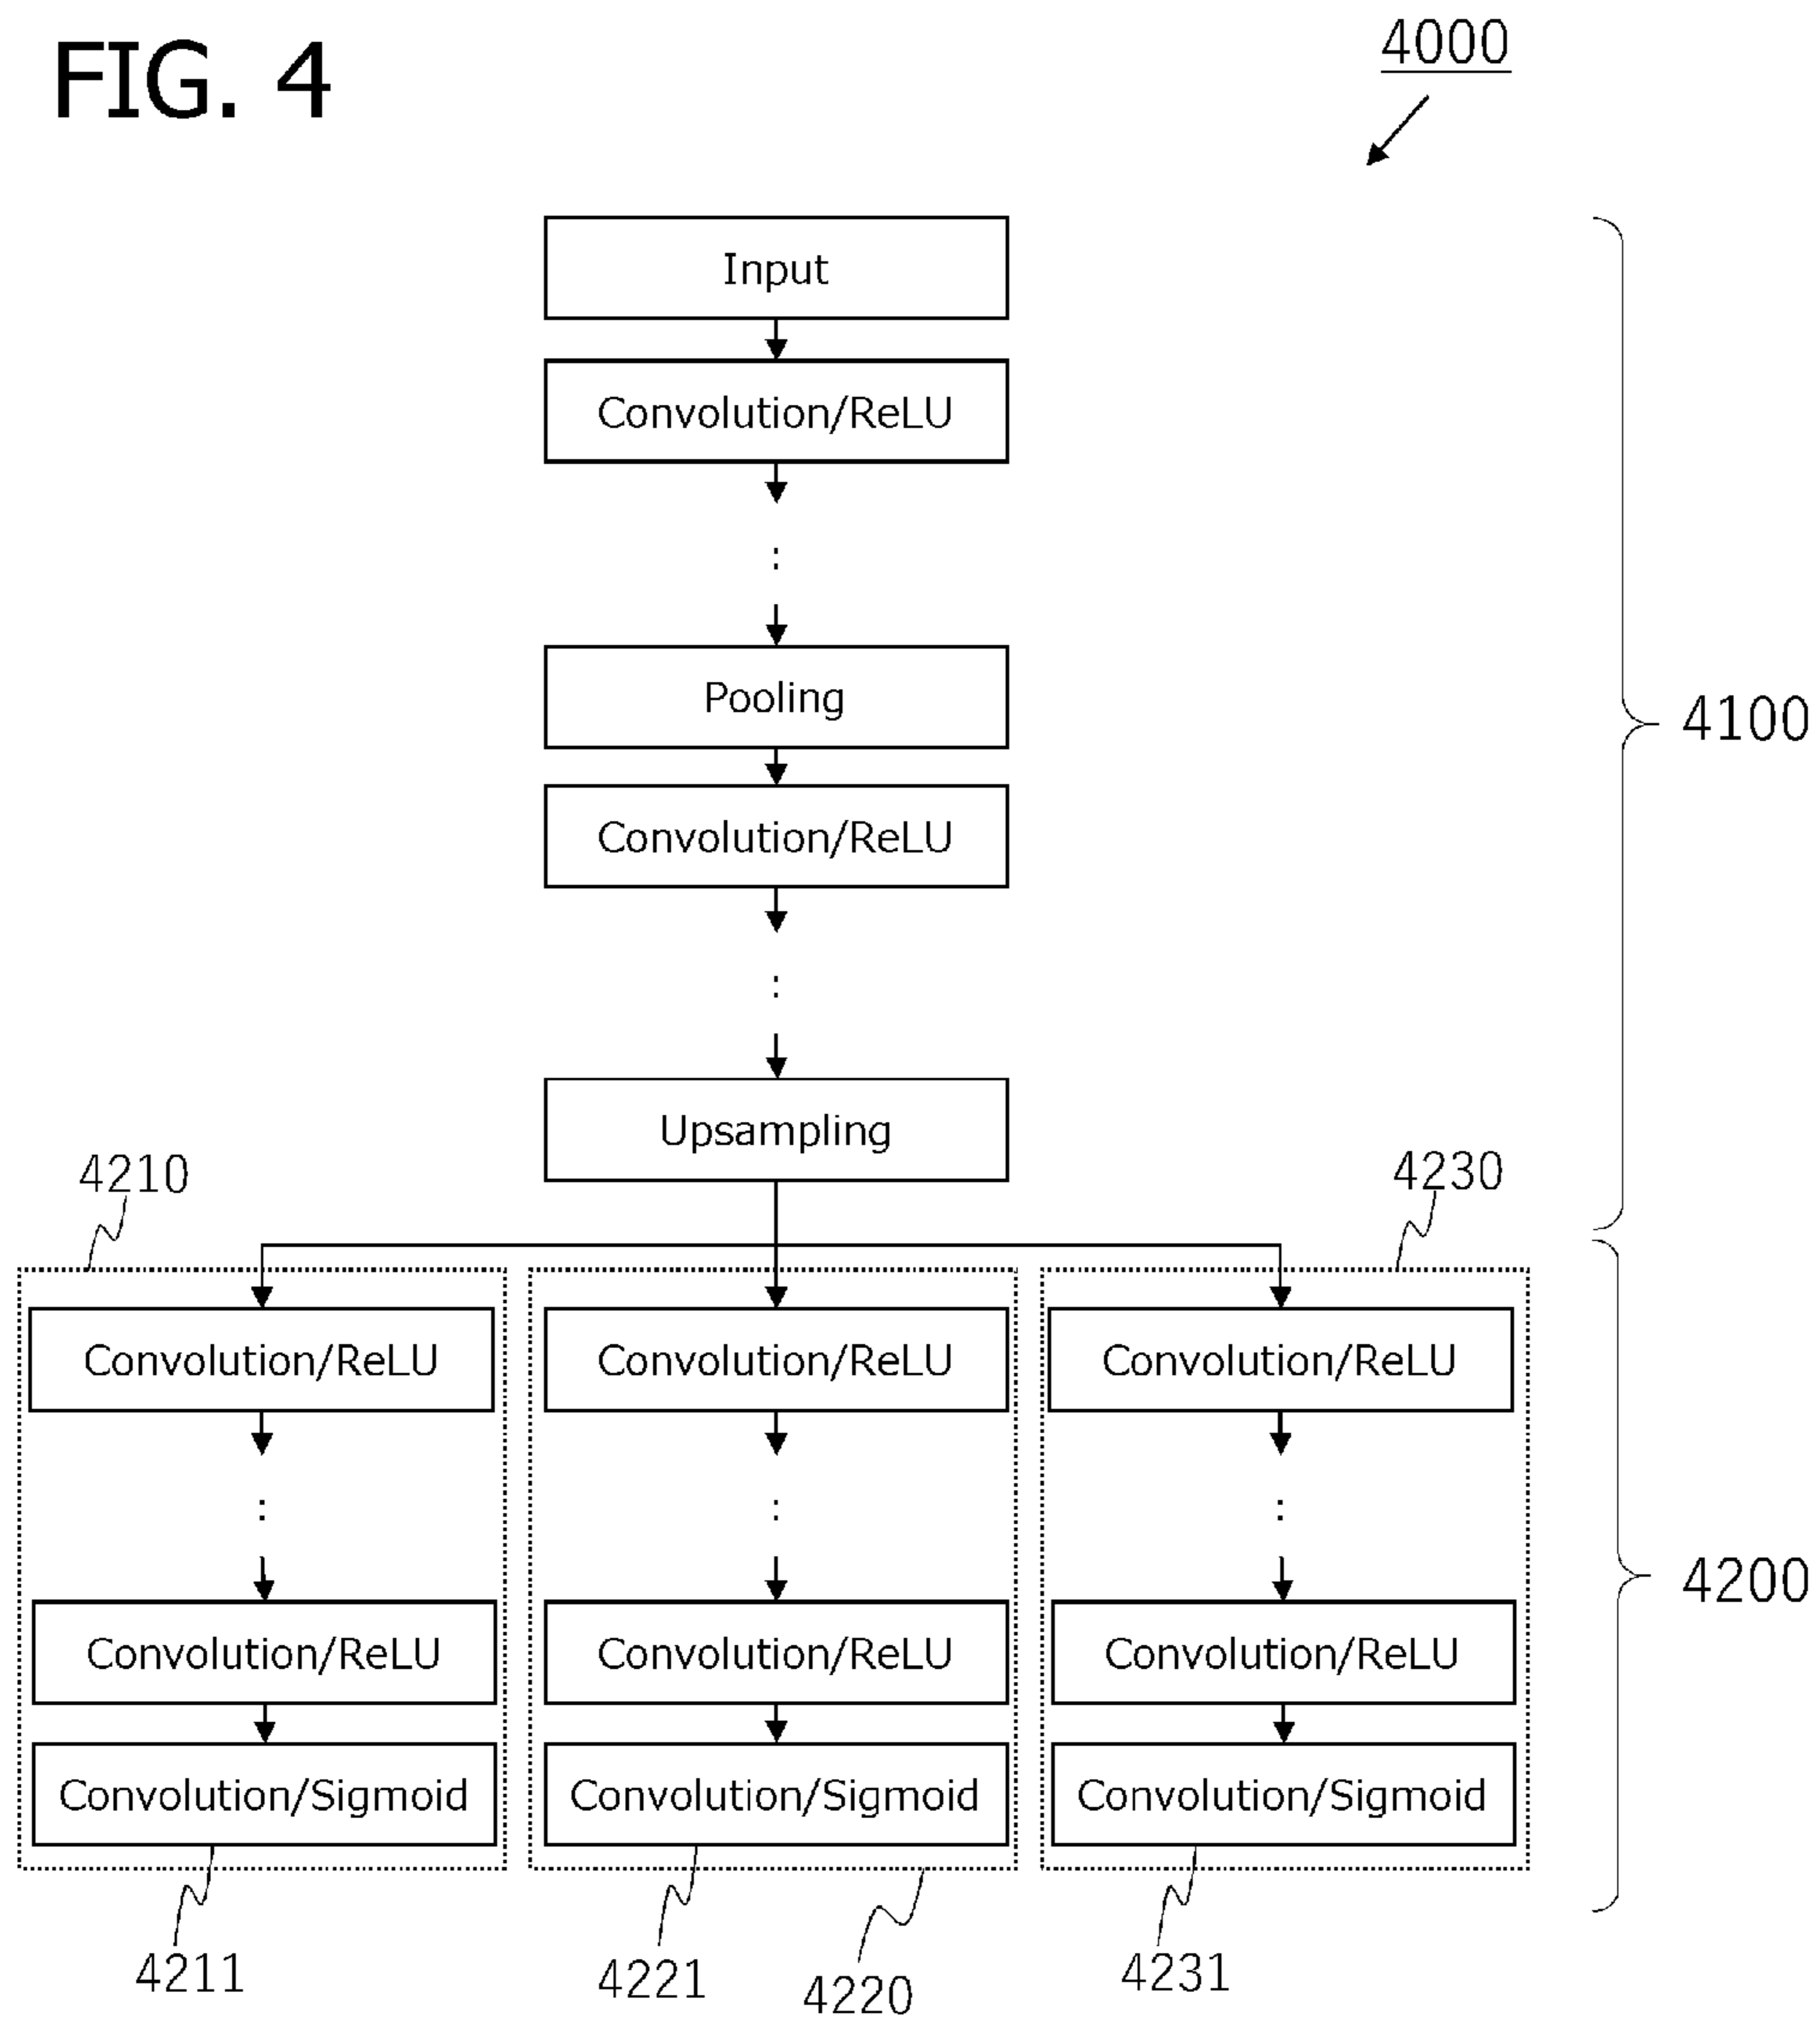 FIG. 4
4000
Input
Convolution/ReLU
Pooling
4100
Convolution/ReLU
Upsampling
4210
4230
Convolution/ReLU
Convolution/ReLU
Convolution/ReLU
4200
Convolution/ReLU
Convolution/ReLU
Convolution/ReLU
Convolution/Sigmoid
Convolution/Sigmoid
Convolution/Sigmoid
4211
4221
4220
4231